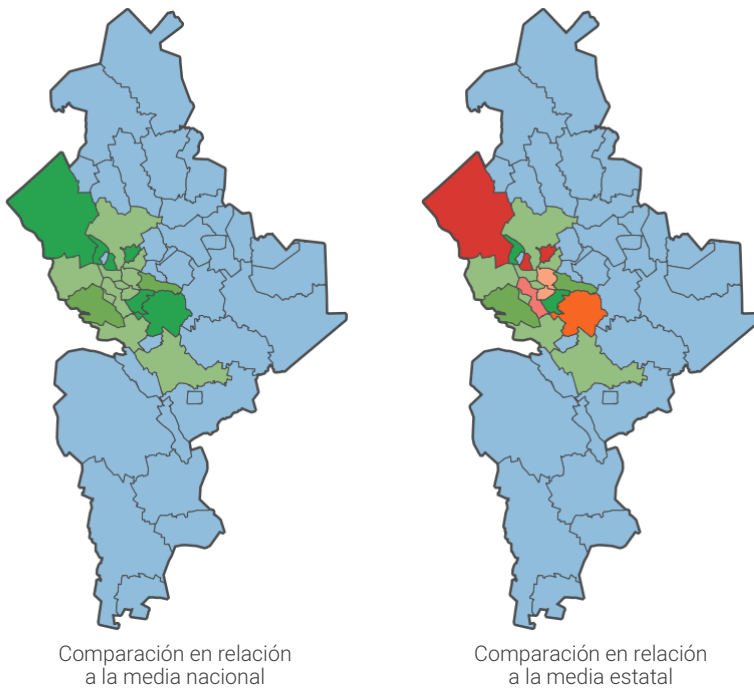 Comparación en relación
a la media nacional
Comparación en relación
a la media estatal